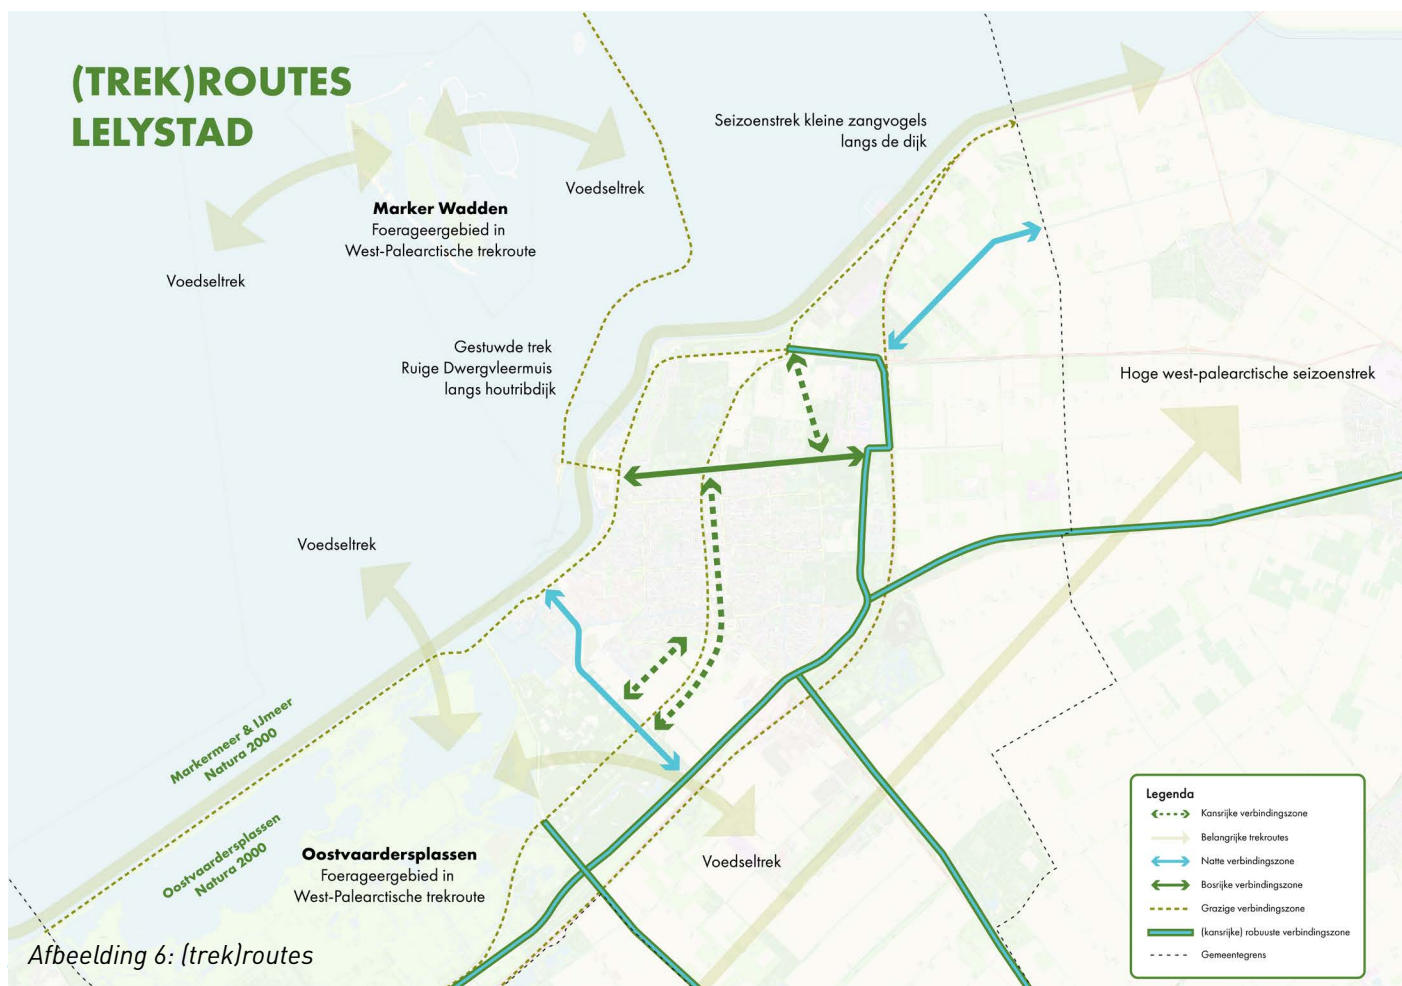 (TREK)ROUTES
LELYSTAD
Seizoenstrek kleine zangvogels
langs de dijk
Voedseltrek
Marker Wadden
Foerageergebied in
West-Palearctische trekroute
Voedseltrek
Gestuwde trek
Ruige Dwergvleermuis
langs houtribdijk
Hoge west-palearctische seizoenstrek
Voedseltrek
Markermeer & IJmeer
Natura 2000
Oostvaardersplassen
Natura 2000
Oostvaardersplassen
Foerageergebied in
West-Palearctische trekroute
Voedseltrek
Legenda
Kansrijke verbindingszone
Belangrijke trekroutes
Natte verbindingszone
Bosrijke verbindingszone
Grazige verbindingszone
(kansrijke) robuuste verbindingszone
Gemeentegrens
Afbeelding 6: (trek)routes